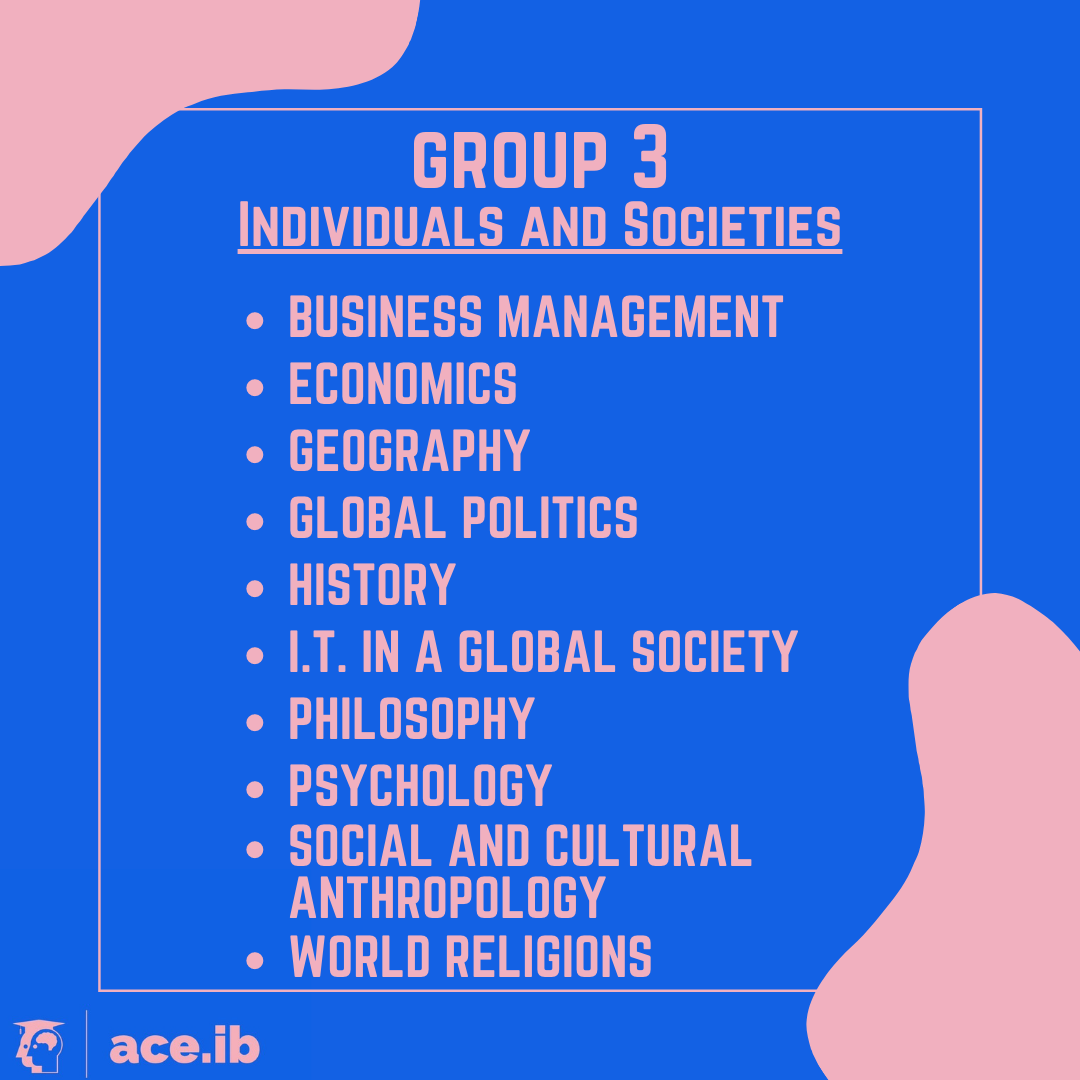 GROUP 3
INDIVIDUALS AND SOCIETIES
• BUSINESS MANAGEMENT
• ECONOMICS
• GEOGRAPHY
• GLOBAL POLITICS
• HISTORY
• I.T. IN A GLOBAL SOCIETY
• PHILOSOPHY
• PSYCHOLOGY
• SOCIAL AND CULTURAL
ANTHROPOLOGY
• WORLD RELIGIONS
ace.ib